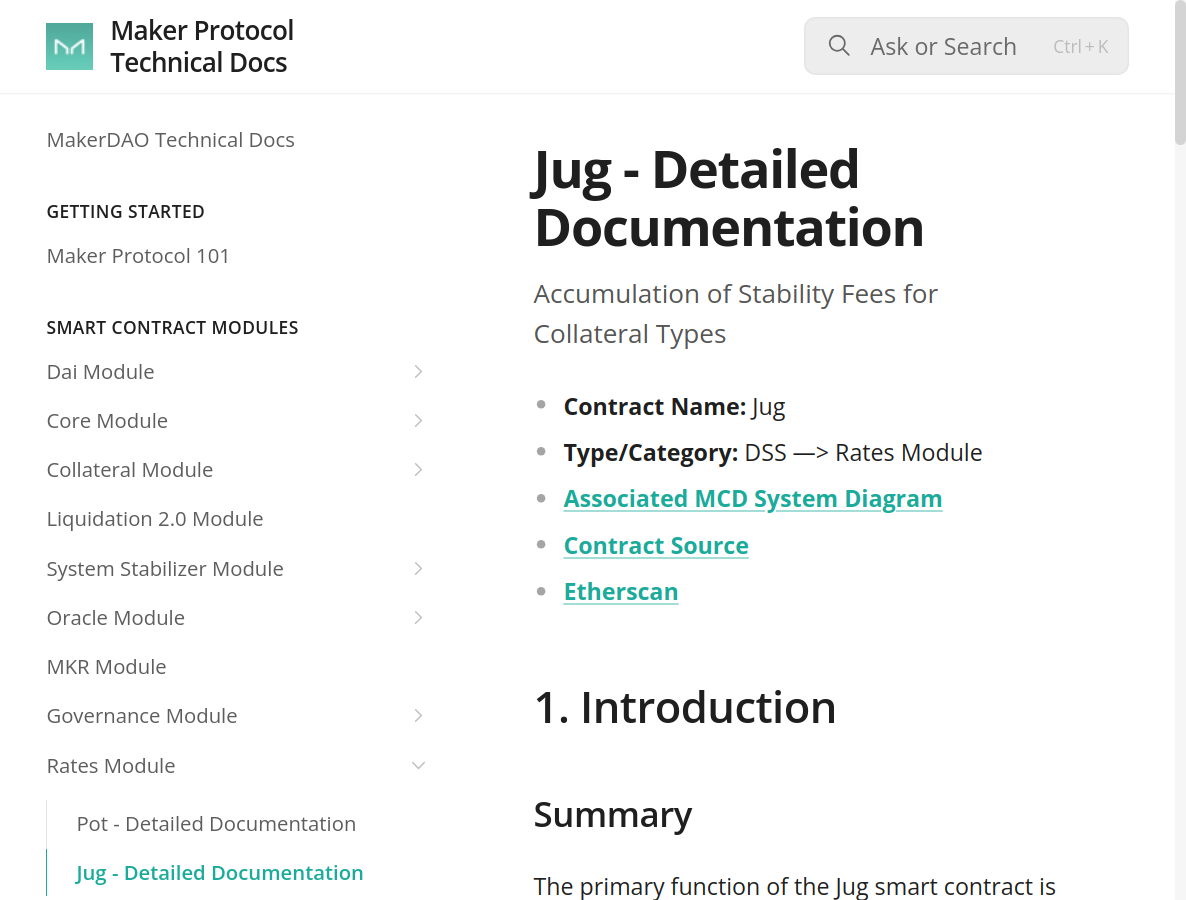 Maker Protocol
Technical Docs
Ask or Search
Ctrl + K
MakerDAO Technical Docs
GETTING STARTED
Maker Protocol 101
SMART CONTRACT MODULES
Dai Module
Core Module
Collateral Module
Liquidation 2.0 Module
System Stabilizer Module
Oracle Module
MKR Module
Governance Module
Rates Module
Pot - Detailed Documentation
Jug - Detailed Documentation
Jug - Detailed
Documentation
Accumulation of Stability Fees for
Collateral Types
Contract Name: Jug
Type/Category: DSS —> Rates Module
Associated MCD System Diagram
Contract Source
Etherscan
1. Introduction
Summary
The primary function of the Jug smart contract is